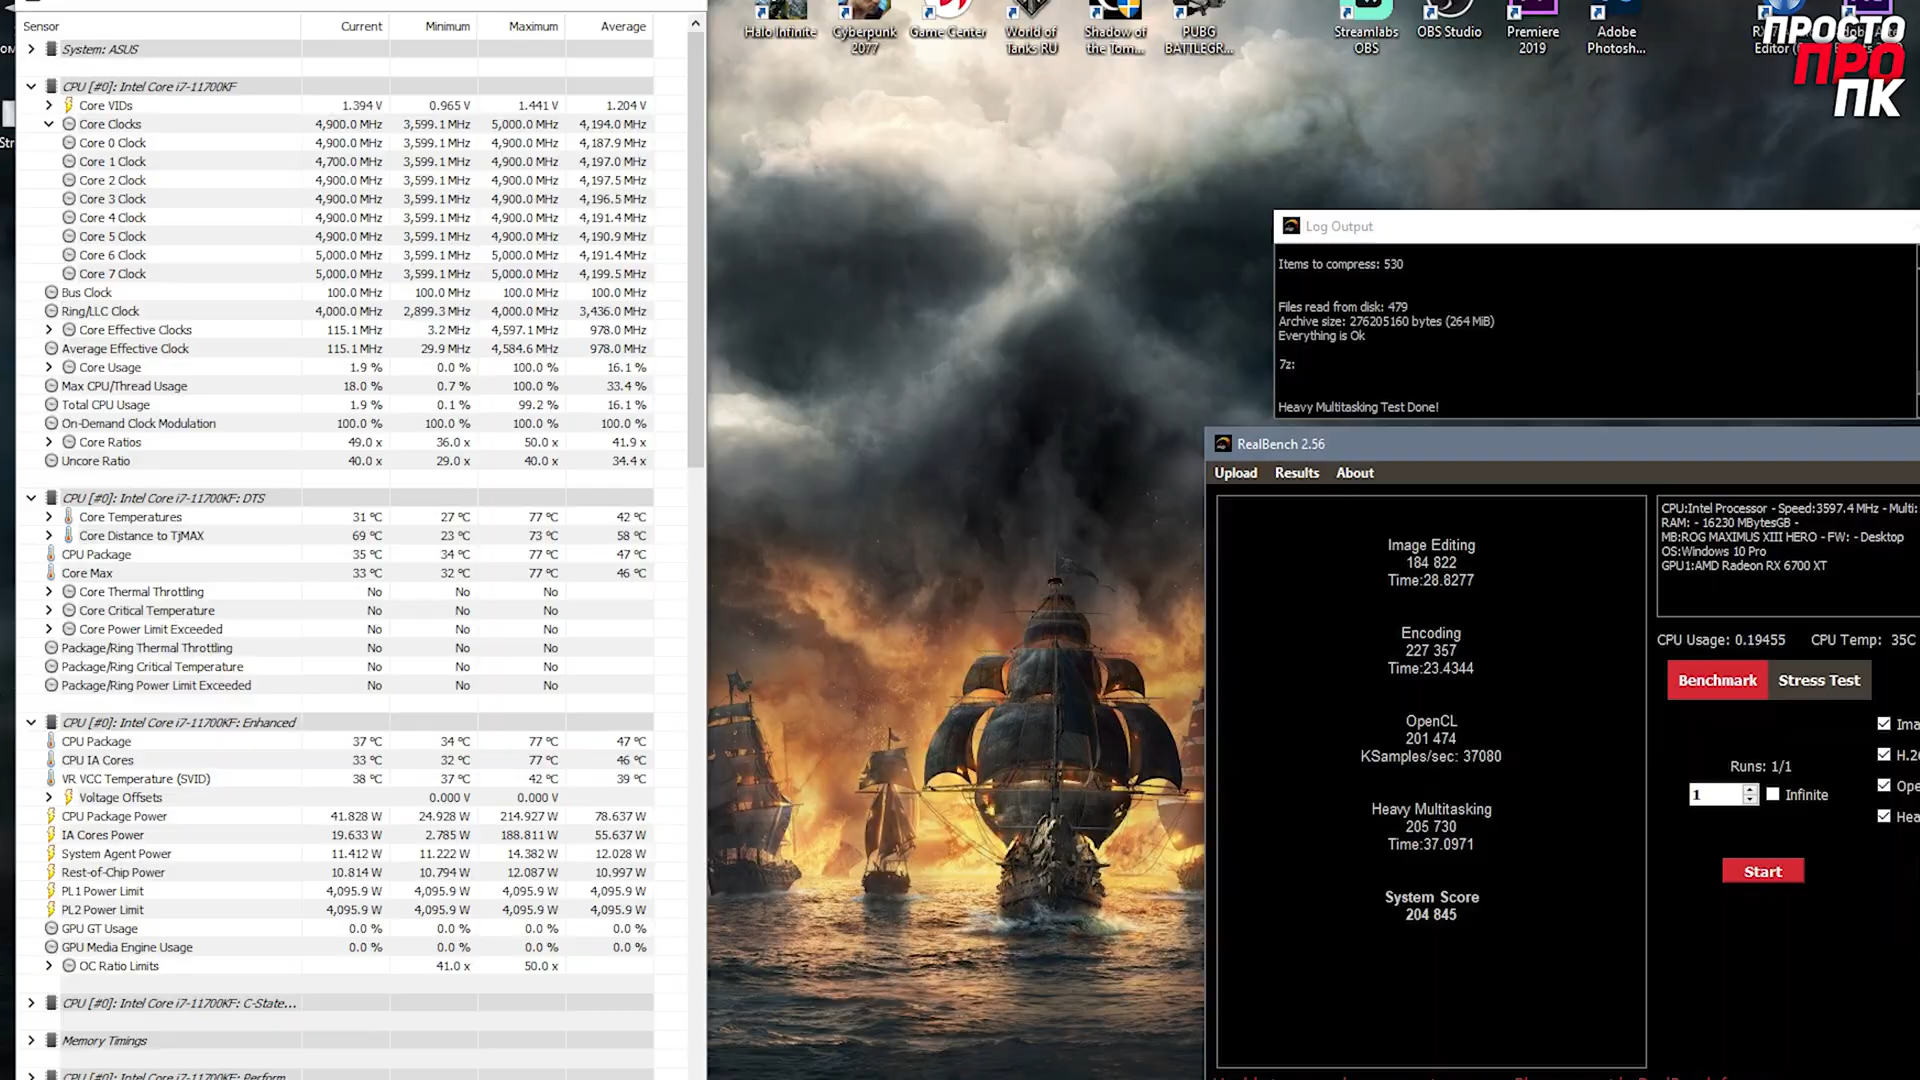 Sensor Current Minimum Maximum Average
System: ASUS
CPU [#0]: Intel Core i7-11700KF
Core VIDs 1.394 V 0.965 V 1.441 V 1.204 V
Core Clocks 4,900.0 MHz 3,599.1 MHz 5,000.0 MHz 4,194.0 MHz
Core 0 Clock 4,900.0 MHz 3,599.1 MHz 4,900.0 MHz 4,187.9 MHz
Core 1 Clock 4,700.0 MHz 3,599.1 MHz 4,900.0 MHz 4,197.0 MHz
Core 2 Clock 4,900.0 MHz 3,599.1 MHz 4,900.0 MHz 4,197.5 MHz
Core 3 Clock 4,900.0 MHz 3,599.1 MHz 4,900.0 MHz 4,196.5 MHz
Core 4 Clock 4,900.0 MHz 3,599.1 MHz 4,900.0 MHz 4,191.4 MHz
Core 5 Clock 4,900.0 MHz 3,599.1 MHz 4,900.0 MHz 4,190.9 MHz
Core 6 Clock 5,000.0 MHz 3,599.1 MHz 5,000.0 MHz 4,191.4 MHz
Core 7 Clock 5,000.0 MHz 3,599.1 MHz 5,000.0 MHz 4,199.5 MHz
Bus Clock 100.0 MHz 100.0 MHz 100.0 MHz 100.0 MHz
Ring/LLC Clock 4,000.0 MHz 2,899.3 MHz 4,000.0 MHz 3,436.0 MHz
Core Effective Clocks 115.1 MHz 3.2 MHz 4,597.1 MHz 978.0 MHz
Average Effective Clock 115.1 MHz 29.9 MHz 4,584.6 MHz 978.0 MHz
Core Usage 1.9 % 0.0 % 100.0 % 16.1 %
Max CPU/Thread Usage 18.0 % 0.7 % 100.0 % 33.4 %
Total CPU Usage 1.9 % 0.1 % 99.2 % 16.1 %
On-Demand Clock Modulation 100.0 % 100.0 % 100.0 % 100.0 %
Core Ratios 49.0 x 36.0 x 50.0 x 41.9 x
Uncore Ratio 40.0 x 29.0 x 40.0 x 34.4 x
CPU [#0]: Intel Core i7-11700KF: DTS
Core Temperatures 31 °C 27 °C 77 °C 42 °C
Core Distance to TjMAX 69 °C 23 °C 73 °C 58 °C
CPU Package 35 °C 34 °C 77 °C 47 °C
Core Max 33 °C 32 °C 77 °C 46 °C
Core Thermal Throttling No No No
Core Critical Temperature No No No
Core Power Limit Exceeded No No No
Package/Ring Thermal Throttling No No No
Package/Ring Critical Temperature No No No
Package/Ring Power Limit Exceeded No No No
CPU [#0]: Intel Core i7-11700KF: Enhanced
CPU Package 37 °C 34 °C 77 °C 47 °C
CPU IA Cores 33 °C 32 °C 77 °C 46 °C
VR VCC Temperature (SVID) 38 °C 37 °C 42 °C 39 °C
Voltage Offsets 0.000 V 0.000 V
CPU Package Power 41.828 W 24.928 W 214.927 W 78.637 W
IA Cores Power 19.633 W 2.785 W 188.811 W 55.637 W
System Agent Power 11.412 W 11.222 W 14.382 W 12.028 W
Rest-of-Chip Power 10.814 W 10.794 W 12.087 W 10.997 W
PL1 Power Limit 4,095.9 W 4,095.9 W 4,095.9 W 4,095.9 W
PL2 Power Limit 4,095.9 W 4,095.9 W 4,095.9 W 4,095.9 W
GPU GT Usage 0.0 % 0.0 % 0.0 % 0.0 %
GPU Media Engine Usage 0.0 % 0.0 % 0.0 % 0.0 %
OC Ratio Limits 41.0 x 50.0 x
CPU [#0]: Intel Core i7-11700KF: C-State...
Memory Timings
CPU [#0]: Intel Core i7-11700KF: Perform
Halo Infinite
Cyberpunk
2077
Game Center
World of
Tanks RU
Shadow of
the Tom...
PUBG
BATTLEGR...
Streamlabs
OBS
OBS Studio
Premiere
2019
Adobe
Photosh...
ПРОСТО
ПРО
ПК
Log Output
Items to compress: 530
Files read from disk: 479
Archive size: 276205160 bytes (264 MiB)
Everything is Ok
7z:
Heavy Multitasking Test Done!
RealBench 2.56
Upload Results About
Image Editing
184 822
Time:28.8277
Encoding
227 357
Time:23.4344
OpenCL
201 474
KSamples/sec: 37080
Heavy Multitasking
205 730
Time:37.0971
System Score
204 845
CPU:Intel Processor - Speed:3597.4 MHz - Multi:
RAM: - 16230 MBytesGB -
MB:ROG MAXIMUS XIII HERO - FW: - Desktop
OS:Windows 10 Pro
GPU1:AMD Radeon RX 6700 XT
CPU Usage: 0.19455 CPU Temp: 35C
Benchmark Stress Test
Ima
H.26
Ope
Hea
Runs: 1/1
1 Infinite
Start